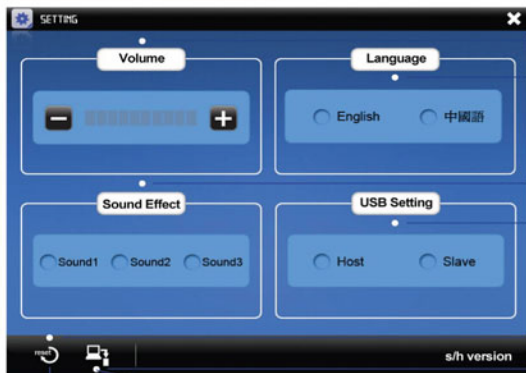 SETTING
Volume
Language
English
中國語
Sound Effect
USB Setting
Sound1
Sound2
Sound3
Host
Slave
reset
s/h version